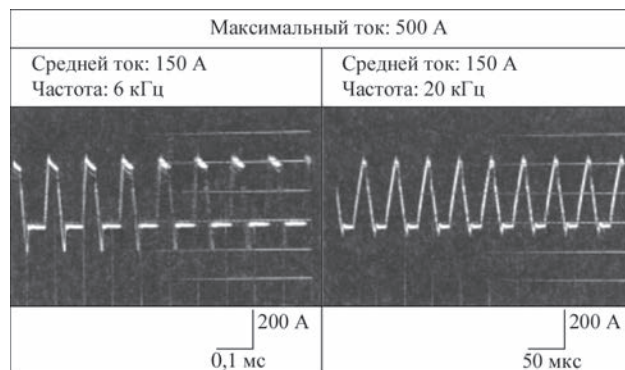 Максимальный ток: 500 А
Средней ток: 150 А
Частота: 6 кГц
Средней ток: 150 А
Частота: 20 кГц
200 А
0,1 мс
200 А
50 мкс